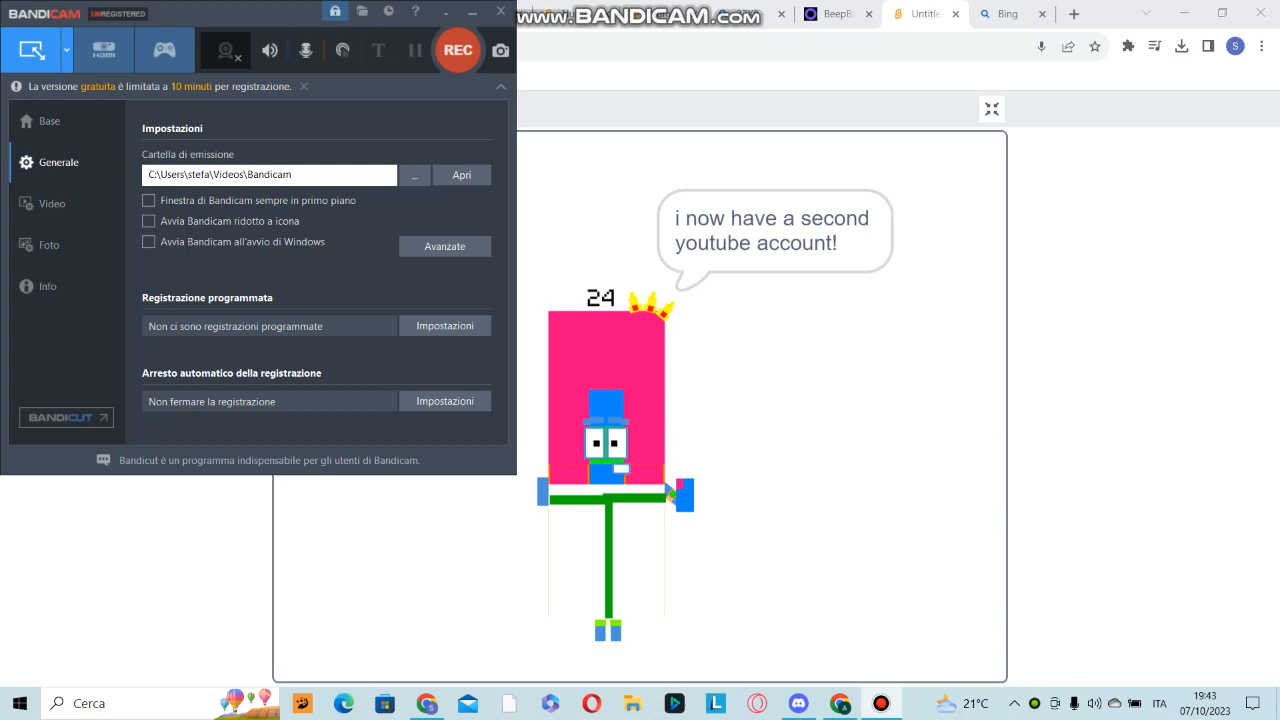 BANDICAM UNREGISTERED
www.BANDICAM.com
DeepB
Untitle
Bing
HDMI
REC
S
La versione gratuita è limitata a 10 minuti per registrazione.
Base
Generale
Video
Foto
Info
BANDICUT
Impostazioni
Cartella di emissione
C:\Users\stefa\Videos\Bandicam
...
Apri
Finestra di Bandicam sempre in primo piano
Avvia Bandicam ridotto a icona
Avvia Bandicam all'avvio di Windows
Avanzate
Registrazione programmata
Non ci sono registrazioni programmate
Impostazioni
Arresto automatico della registrazione
Non fermare la registrazione
Impostazioni
Bandicut è un programma indispensabile per gli utenti di Bandicam.
i now have a second
youtube account!
24
Cerca
21°C
ITA
19:43
07/10/2023